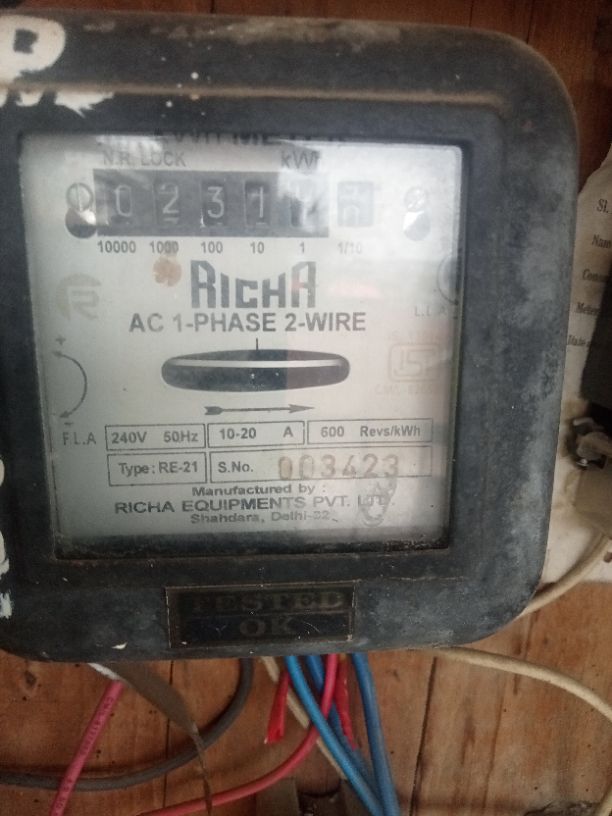 N.R. LOCK kWh
0 2 3 1
10000 1000 100 10 1 1/10
RICHA
AC 1-PHASE 2-WIRE
F.L.A
240V 50Hz 10-20 A 600 Revs/kWh
Type: RE-21 S.No. 003423
Manufactured by :
RICHA EQUIPMENTS PVT. LTD.
Shahdara, Delhi-32
TESTED
OK